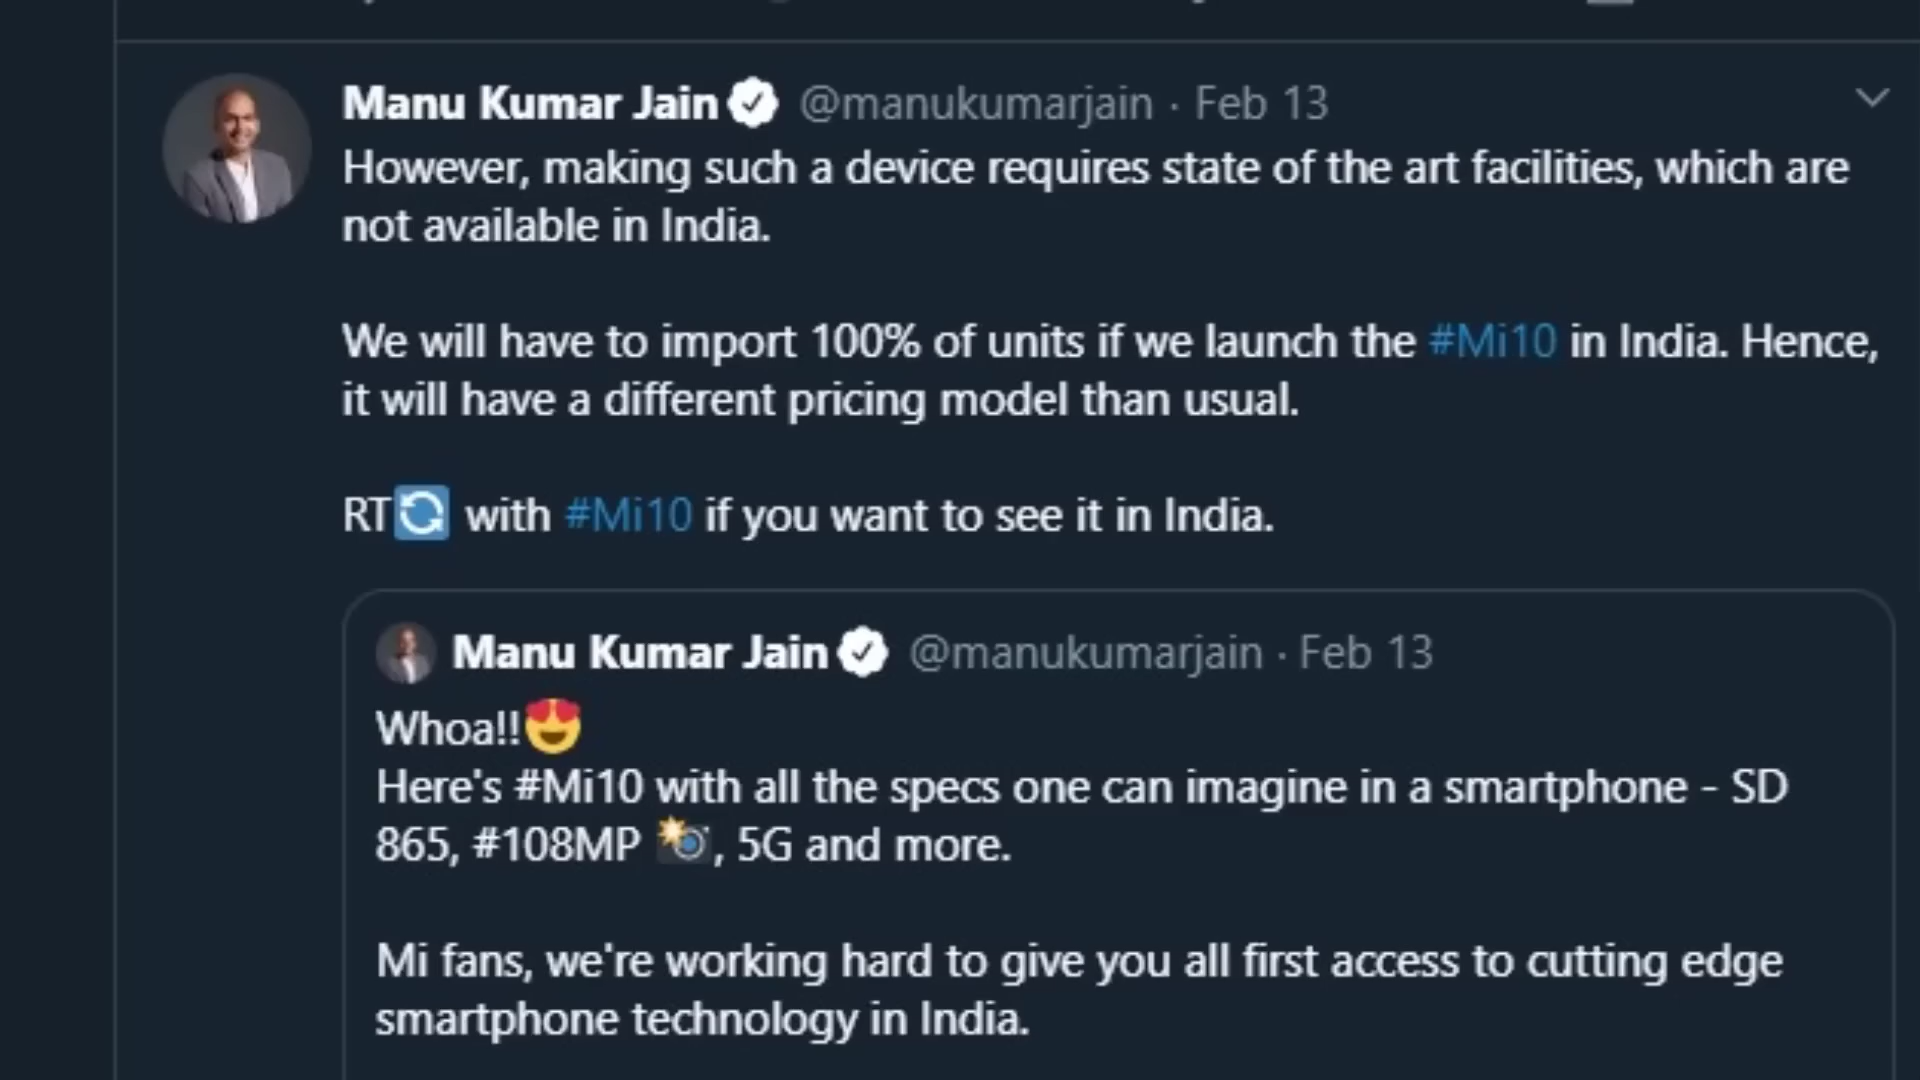 Manu Kumar Jain @manukumarjain · Feb 13
However, making such a device requires state of the art facilities, which are
not available in India.
We will have to import 100% of units if we launch the #Mi10 in India. Hence,
it will have a different pricing model than usual.
RT🔄 with #Mi10 if you want to see it in India.
Manu Kumar Jain @manukumarjain · Feb 13
Whoa!!😍
Here's #Mi10 with all the specs one can imagine in a smartphone - SD
865, #108MP 📸, 5G and more.
Mi fans, we're working hard to give you all first access to cutting edge
smartphone technology in India.